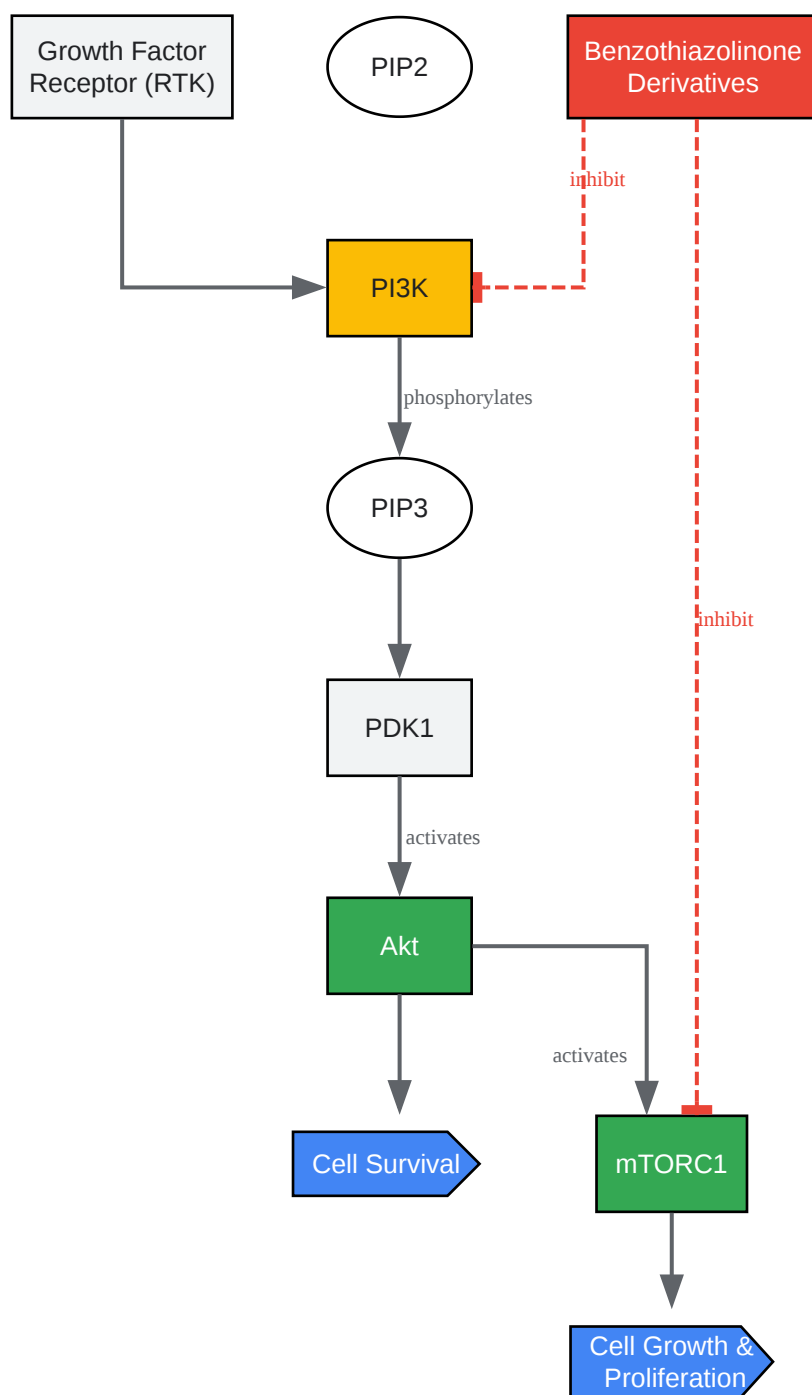 Growth Factor
Receptor (RTK)
PIP2
Benzothiazolinone
Derivatives
inhibit
PI3K
phosphorylates
PIP3
inhibit
PDK1
activates
Akt
activates
Cell Survival
mTORC1
Cell Growth &
Proliferation